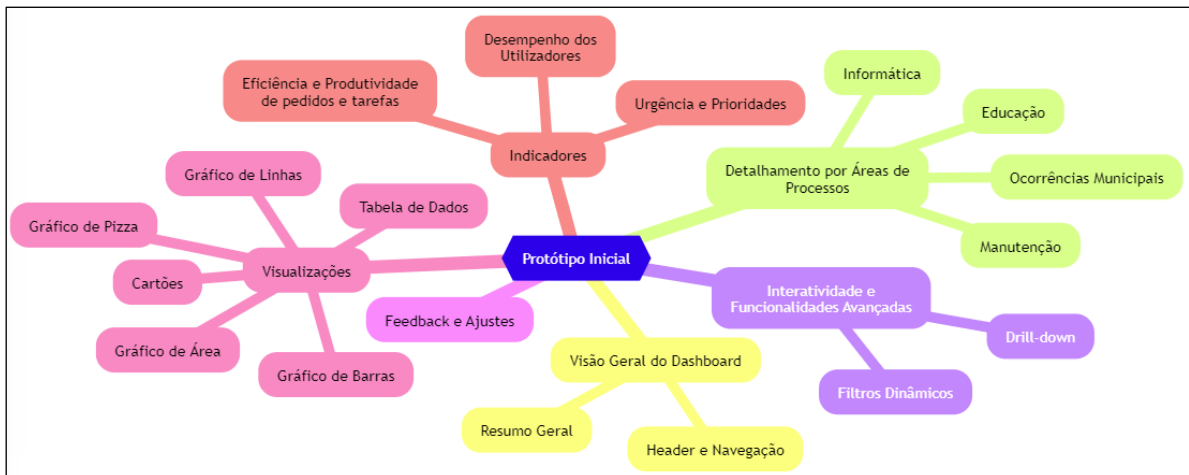 Desempenho dos
Utilizadores
Eficiência e Produtividade
de pedidos e tarefas
Urgência e Prioridades
Indicadores
Informática
Educação
Detalhamento por Áreas de
Processos
Ocorrências Municipais
Manutenção
Gráfico de Linhas
Tabela de Dados
Gráfico de Pizza
Visualizações
Cartões
Gráfico de Área
Gráfico de Barras
Protótipo Inicial
Feedback e Ajustes
Interatividade e
Funcionalidades Avançadas
Drill-down
Filtros Dinâmicos
Visão Geral do Dashboard
Resumo Geral
Header e Navegação